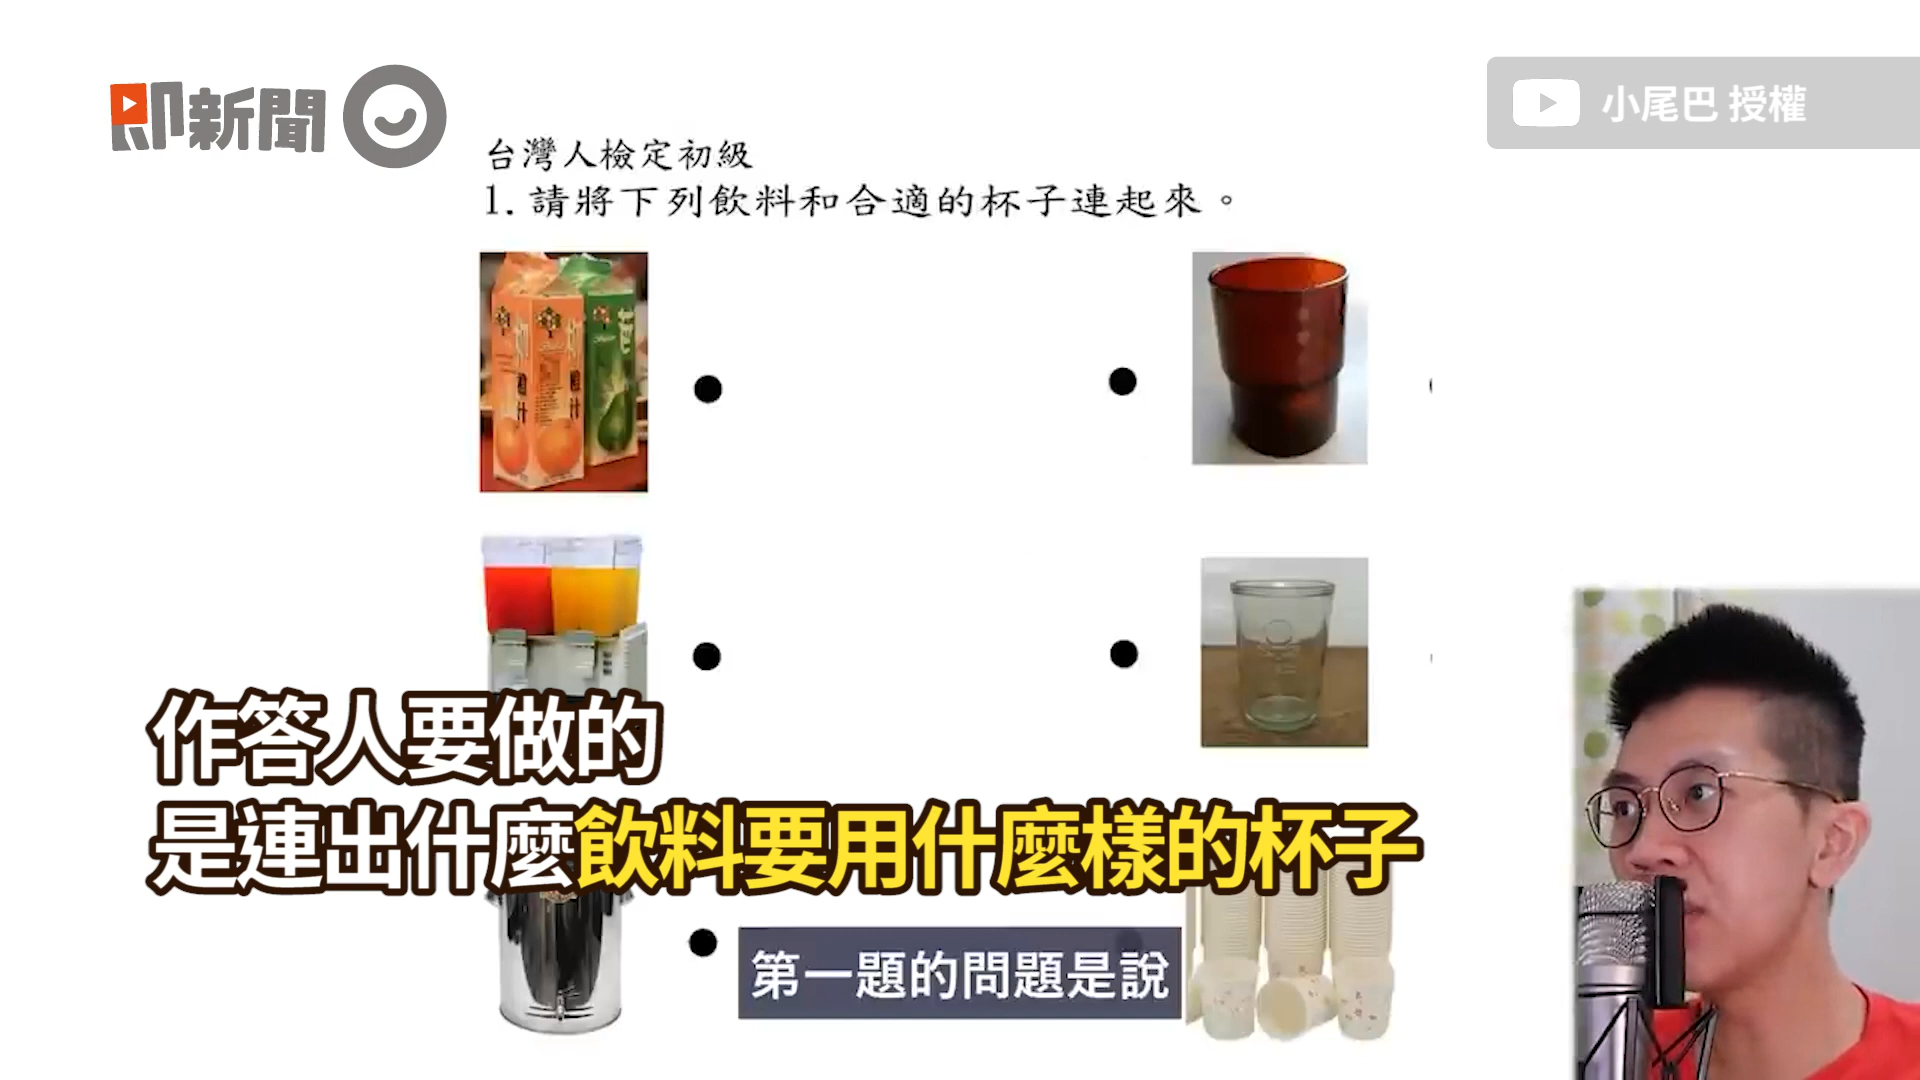 即新聞
小尾巴 授權
台灣人檢定初級
1.請將下列飲料和合適的杯子連起來。
作答人要做的
是連出什麼飲料要用什麼樣的杯子
第一題的問題是說